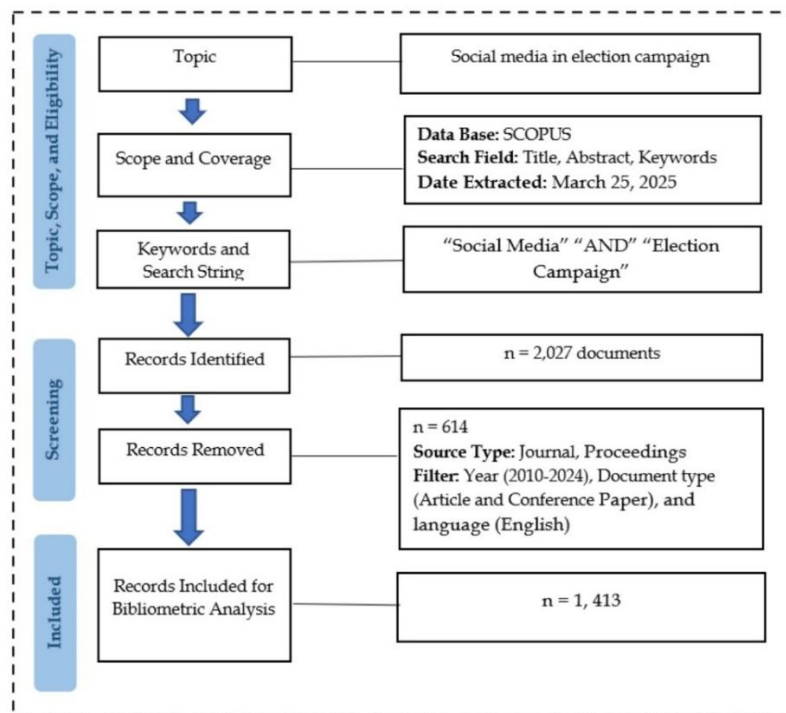 Topic, Scope, and Eligibility
Topic
Social media in election campaign
Scope and Coverage
Data Base: SCOPUS
Search Field: Title, Abstract, Keywords
Date Extracted: March 25, 2025
Keywords and
Search String
“Social Media” “AND” “Election
Campaign”
Screening
Records Identified
n = 2,027 documents
Records Removed
n = 614
Source Type: Journal, Proceedings
Filter: Year (2010-2024), Document type
(Article and Conference Paper), and
language (English)
Included
Records Included for
Bibliometric Analysis
n = 1, 413